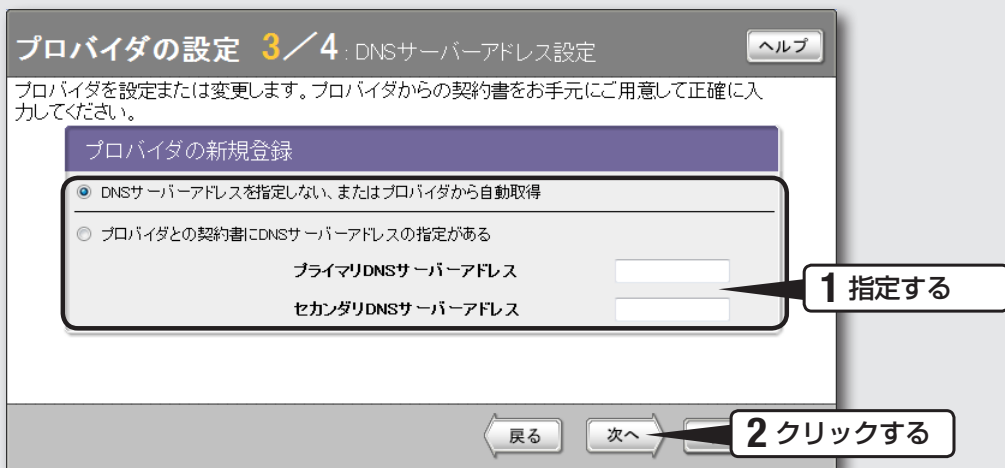 プロバイダの設定 3／4 : DNSサーバーアドレス設定
ヘルプ
プロバイダを設定または変更します。プロバイダからの契約書をお手元にご用意して正確に入
力してください。
プロバイダの新規登録
DNSサーバーアドレスを指定しない、またはプロバイダから自動取得
プロバイダとの契約書にDNSサーバーアドレスの指定がある
プライマリDNSサーバーアドレス
セカンダリDNSサーバーアドレス
1 指定する
戻る
次へ
2 クリックする